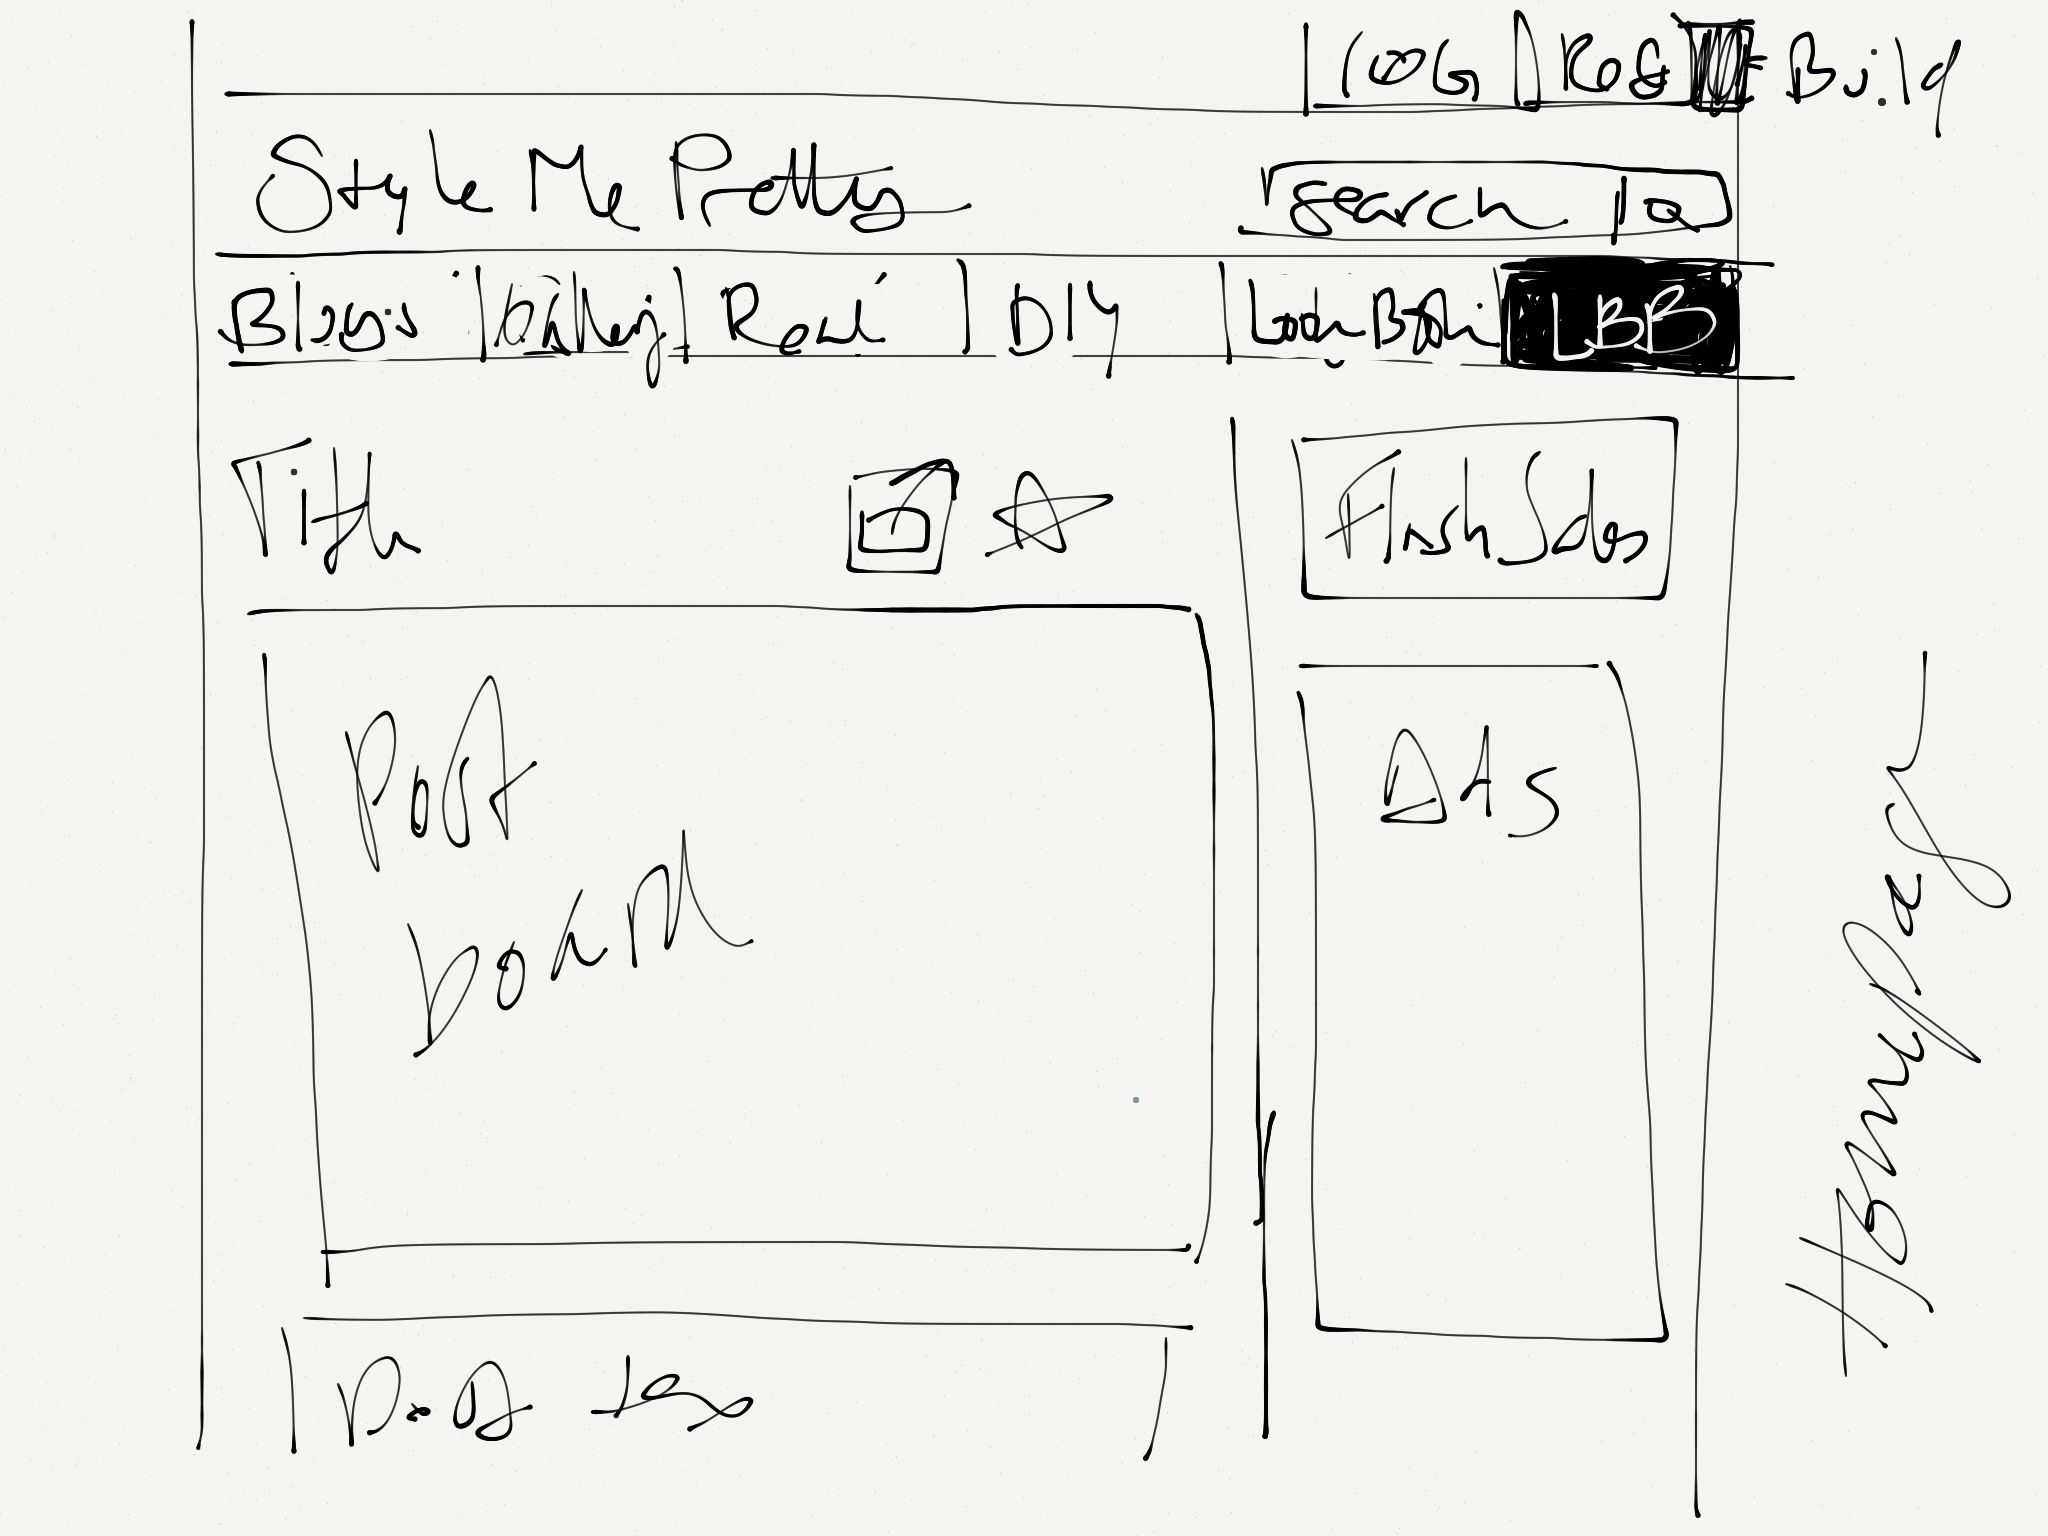 LOG | REG = Build
Style Me Pretty
Search
Blogs | Gallery | Real | DIY | Look Book | LBB
Title
Flash Sales
Post
board
Ads
Post
Homepage